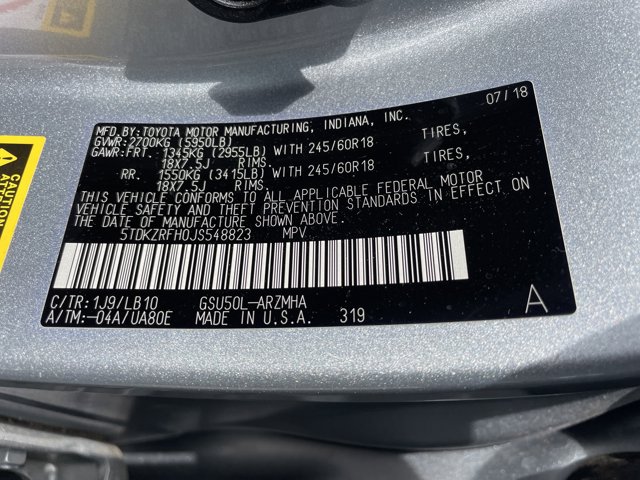 07/18
MFD. BY: TOYOTA MOTOR MANUFACTURING, INDIANA, INC.
GVWR: 2700KG (5950LB)
GAWR: FRT. 1345KG (2955LB) WITH 245/60R18 TIRES,
18X7.5J RIMS.
RR. 1550KG (3415LB) WITH 245/60R18 TIRES,
18X7.5J RIMS.
THIS VEHICLE CONFORMS TO ALL APPLICABLE FEDERAL MOTOR
VEHICLE SAFETY AND THEFT PREVENTION STANDARDS IN EFFECT ON
THE DATE OF MANUFACTURE SHOWN ABOVE.
5TDKZRFH0JS548823 MPV
C/TR: 1J9/LB10 GSU50L-ARZMHA
A/TM: -04A/UA80E MADE IN U.S.A. 319
A
CAUTION